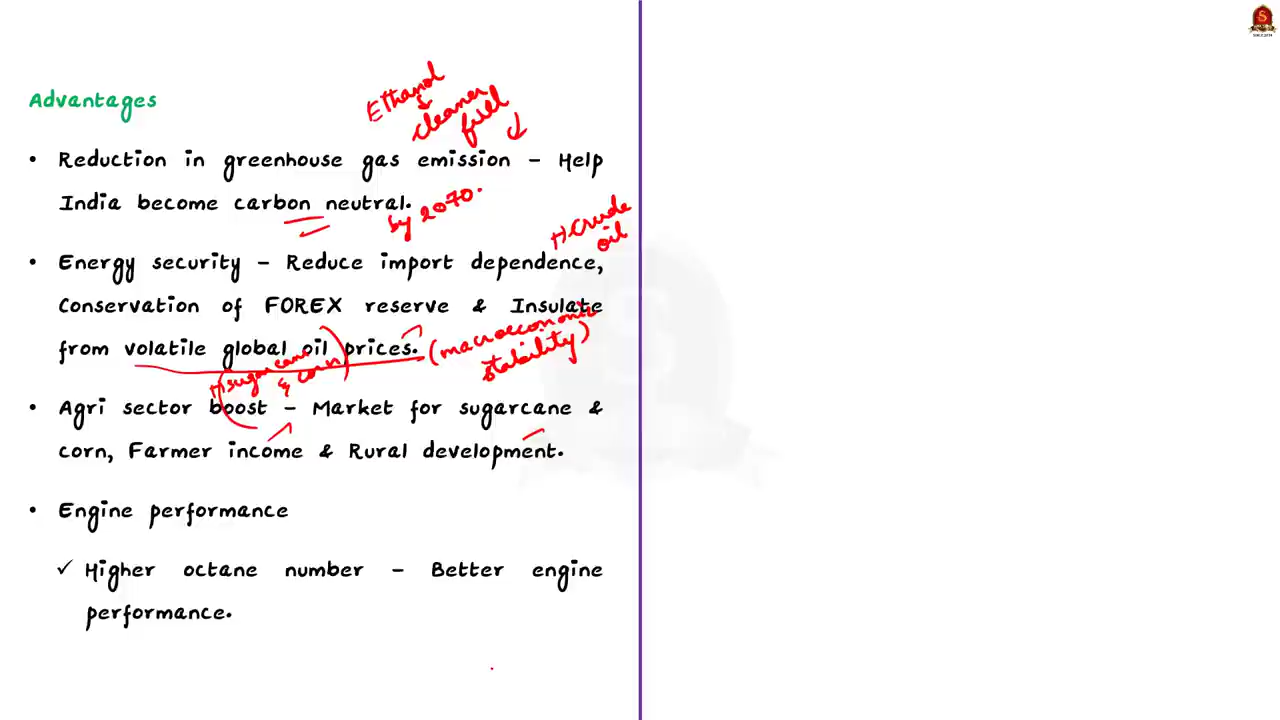 Advantages
Ethanol
cleaner
fuel
• Reduction in greenhouse gas emission – Help
India become carbon neutral.
by 2070.
crude
oil
• Energy security – Reduce import dependence,
Conservation of FOREX reserve & Insulate
from volatile global oil prices.
(macroeconomic
stability)
sugarcane
& corn
• Agri sector boost – Market for sugarcane &
corn, Farmer income & Rural development.
• Engine performance
✓ Higher octane number – Better engine
performance.
S